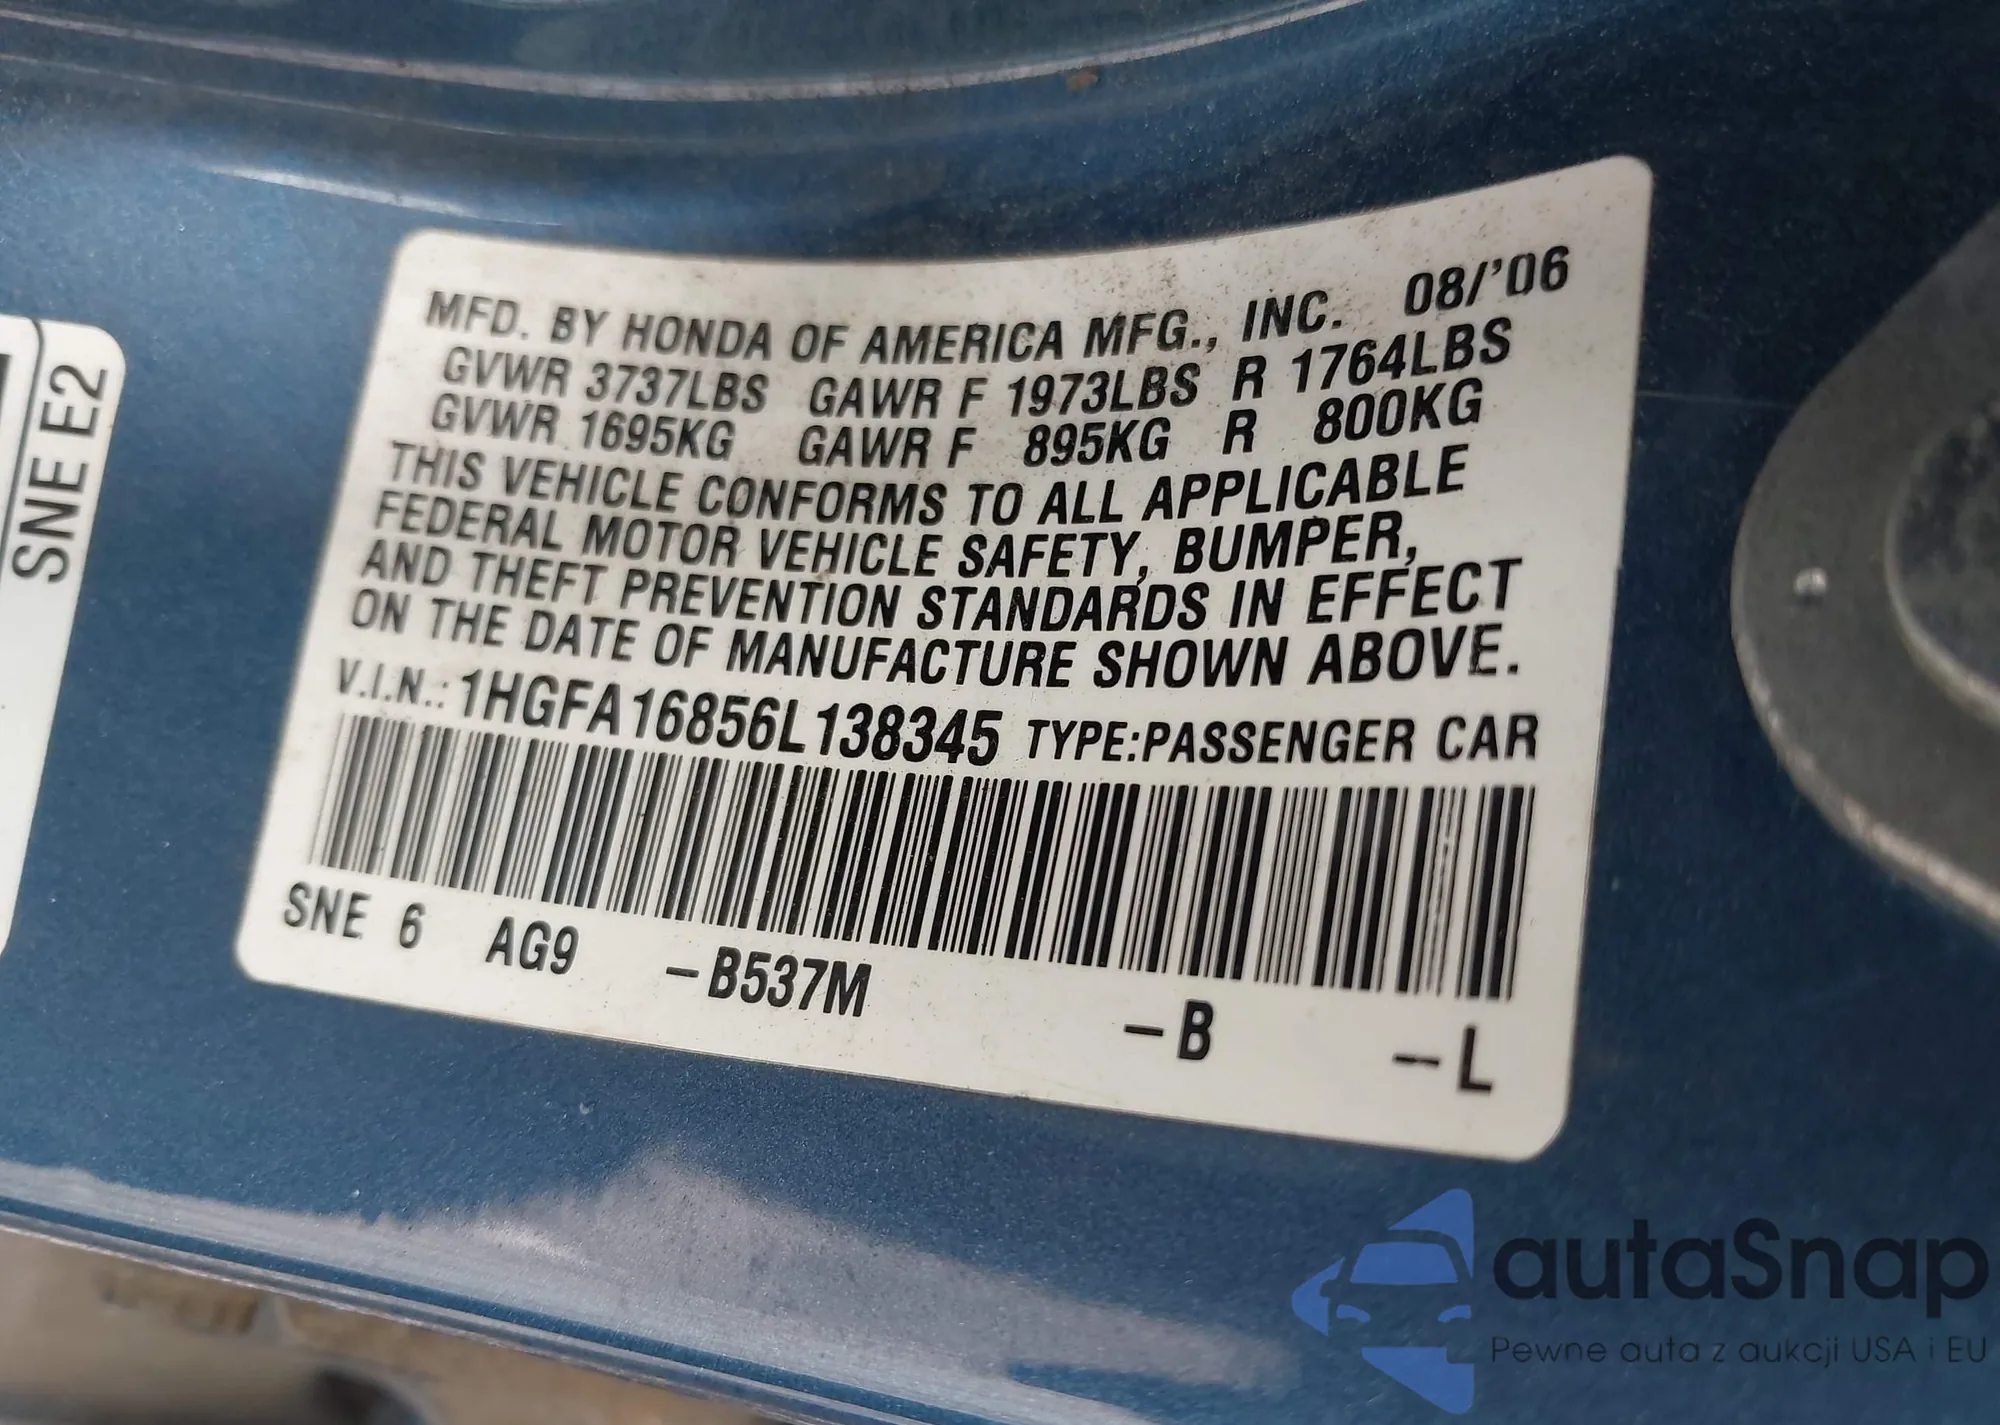 MFD. BY HONDA OF AMERICA MFG., INC. 08/'06
GVWR 3737LBS GAWR F 1973LBS R 1764LBS
GVWR 1695KG GAWR F 895KG R 800KG
THIS VEHICLE CONFORMS TO ALL APPLICABLE
FEDERAL MOTOR VEHICLE SAFETY, BUMPER,
AND THEFT PREVENTION STANDARDS IN EFFECT
ON THE DATE OF MANUFACTURE SHOWN ABOVE.
V.I.N.: 1HGFA16856L138345 TYPE:PASSENGER CAR
SNE 6 AG9 –B537M –B –L
SNE E2
autaSnap
Pewne auta z aukcji USA i EU